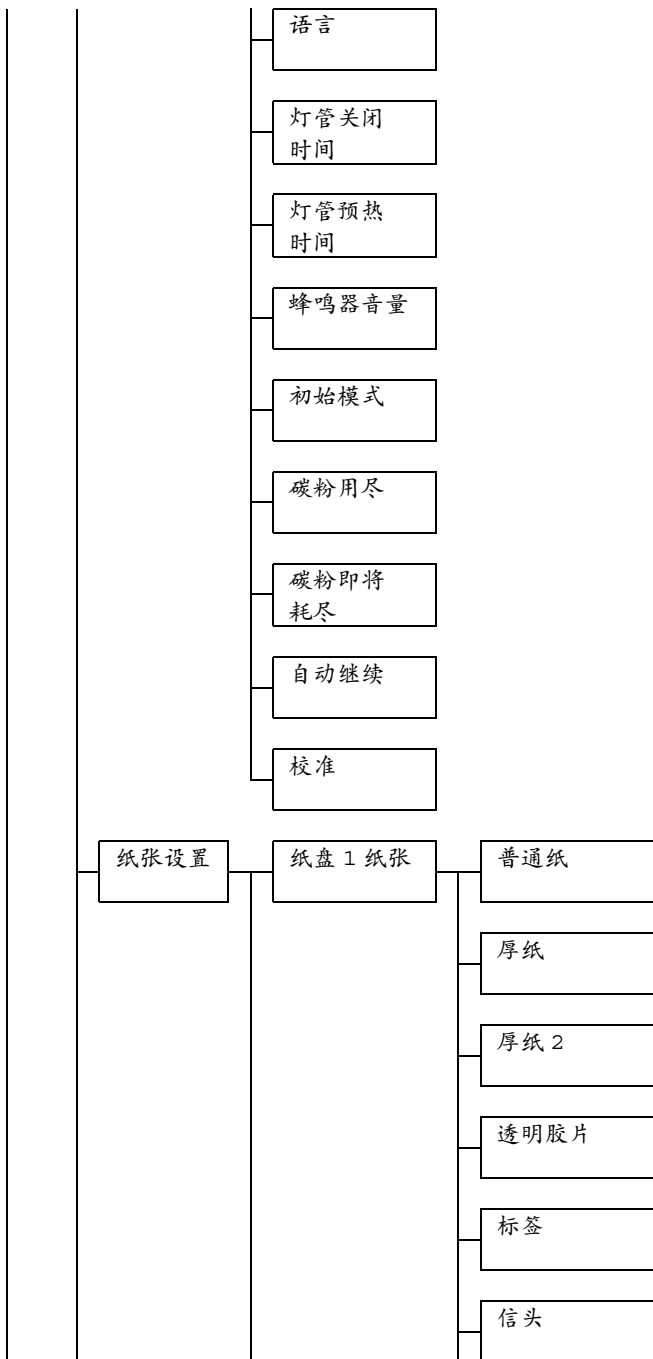 语言
灯管关闭
时间
灯管预热
时间
蜂鸣器音量
初始模式
碳粉用尽
碳粉即将
耗尽
自动继续
校准
纸张设置
纸盘 1 纸张
普通纸
厚纸
厚纸 2
透明胶片
标签
信头